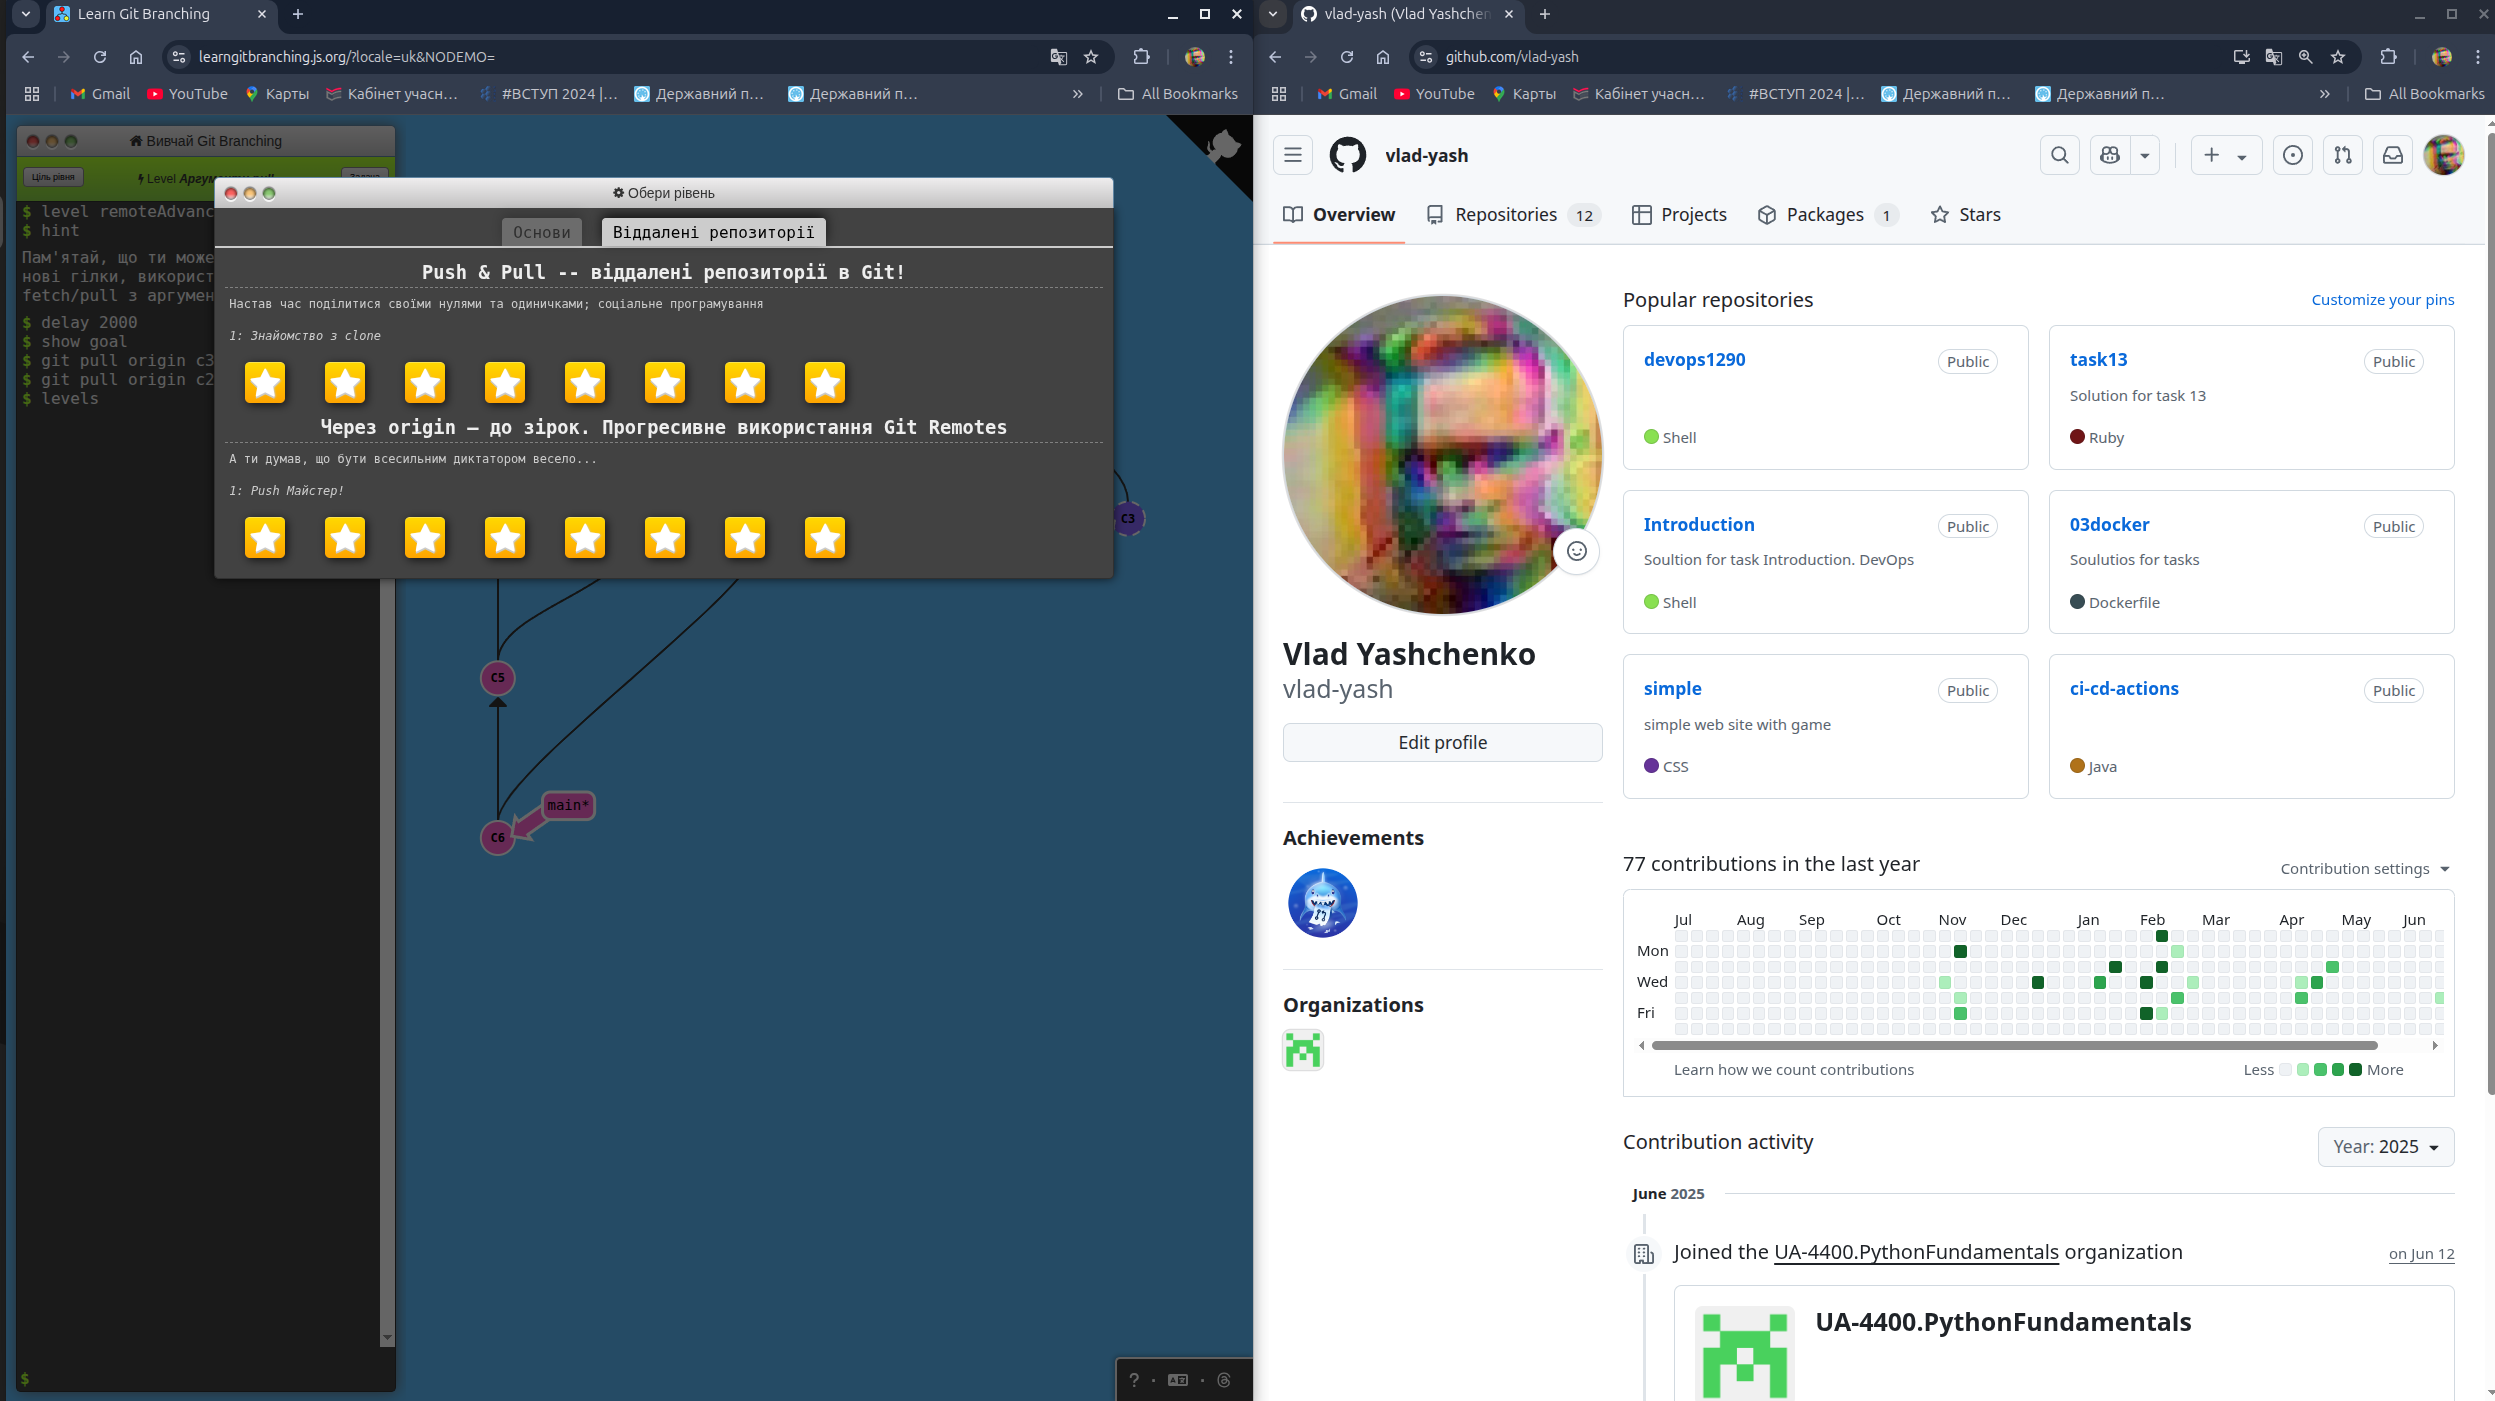 Learn Git Branching
learngitbranching.js.org/?locale=uk&NODEMO=
Gmail
YouTube
Карты
Кабінет учасн...
#ВСТУП 2024 |...
Державний п...
Державний п...
All Bookmarks
Вивчай Git Branching
Ціль рівня
Level
$ level remoteAdvanc
$ hint
Пам'ятай, що ти може
нові гілки, використ
fetch/pull з аргумен
$ delay 2000
$ show goal
$ git pull origin c3
$ git pull origin c2
$ levels
$
Обери рівень
Основи
Віддалені репозиторії
Push & Pull -- віддалені репозиторії в Git!
Настав час поділитися своїми нулями та одиничками; соціальне програмування
1: Знайомство з clone
Через origin – до зірок. Прогресивне використання Git Remotes
А ти думав, що бути всесильним диктатором весело...
1: Push Майстер!
C3
C5
main*
C6
?
vlad-yash (Vlad Yashchen
github.com/vlad-yash
Gmail
YouTube
Карты
Кабінет учасн...
#ВСТУП 2024 |...
Державний п...
Державний п...
All Bookmarks
vlad-yash
Overview
Repositories 12
Projects
Packages 1
Stars
Vlad Yashchenko
vlad-yash
Edit profile
Achievements
Organizations
Popular repositories
Customize your pins
devops1290
Public
Shell
task13
Public
Solution for task 13
Ruby
Introduction
Public
Soultion for task Introduction. DevOps
Shell
03docker
Public
Soulutios for tasks
Dockerfile
simple
Public
simple web site with game
CSS
ci-cd-actions
Public
Java
77 contributions in the last year
Contribution settings
Jul Aug Sep Oct Nov Dec Jan Feb Mar Apr May Jun
Mon
Wed
Fri
Learn how we count contributions
Less
More
Contribution activity
Year: 2025
June 2025
Joined the UA-4400.PythonFundamentals organization
on Jun 12
UA-4400.PythonFundamentals